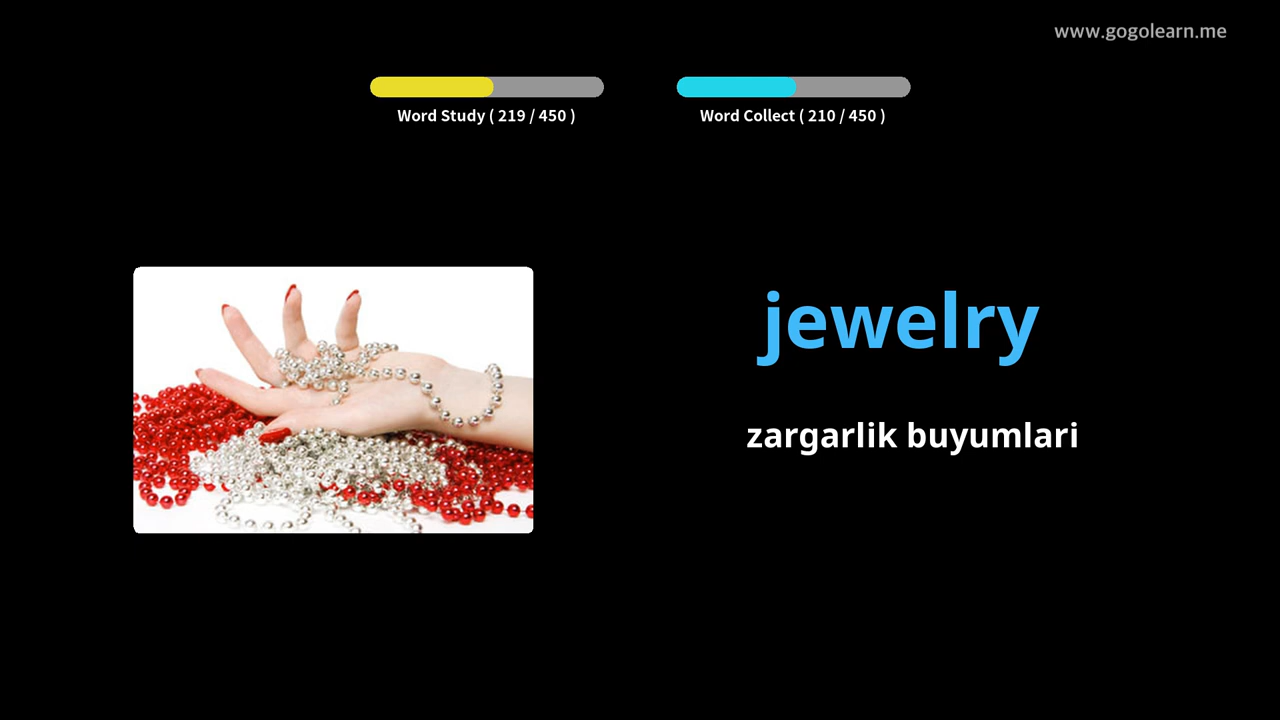 www.gogolearn.me
Word Study ( 219 / 450 )
Word Collect ( 210 / 450 )
jewelry
zargarlik buyumlari